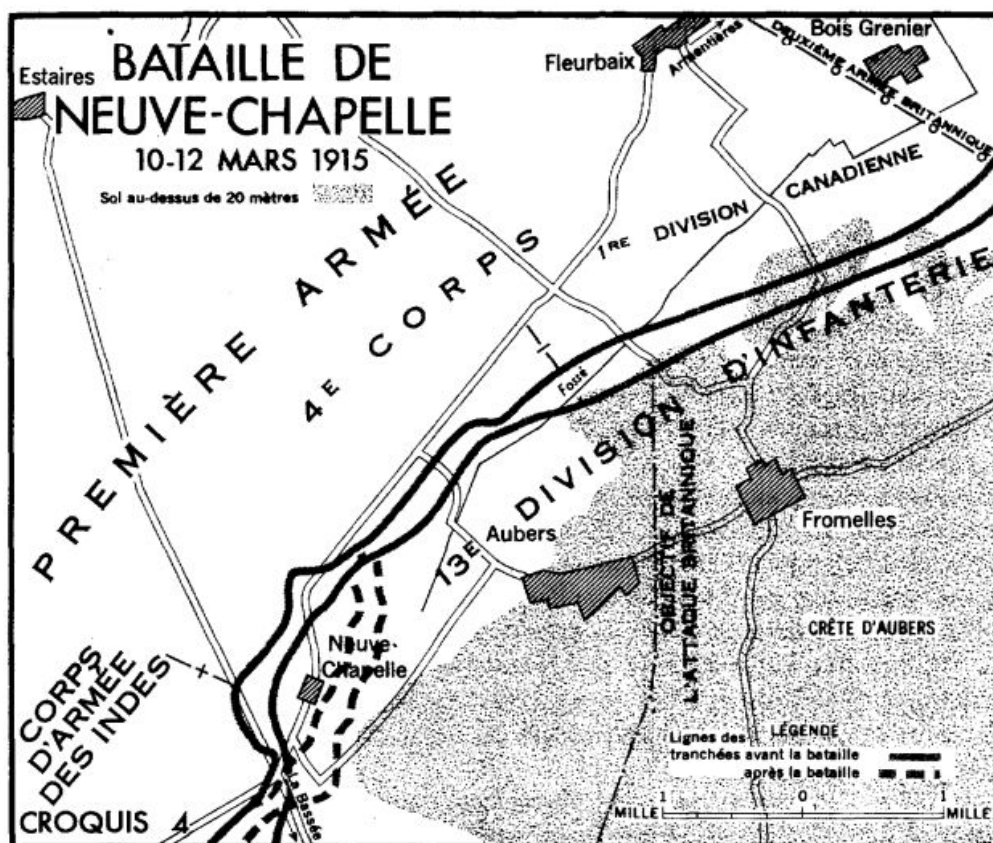 BATAILLE DE
NEUVE-CHAPELLE
10-12 MARS 1915
Sol au-dessus de 20 mètres
Estaires
Fleurbaix
Armentières
Bois Grenier
DEUXIÈME ARMÉE BRITANNIQUE
PREMIÈRE ARMÉE
4E CORPS
1RE DIVISION CANADIENNE
Fossé
13E DIVISION D'INFANTERIE
Aubers
Fromelles
OBJECTIF DE
L'ATTAQUE BRITANNIQUE
CRÊTE D'AUBERS
Neuve-
Chapelle
CORPS
D'ARMÉE
DES INDES
La Bassée
LÉGENDE
Lignes des
tranchées avant la bataille
après la bataille
1 0 1
MILLE MILLE
CROQUIS 4